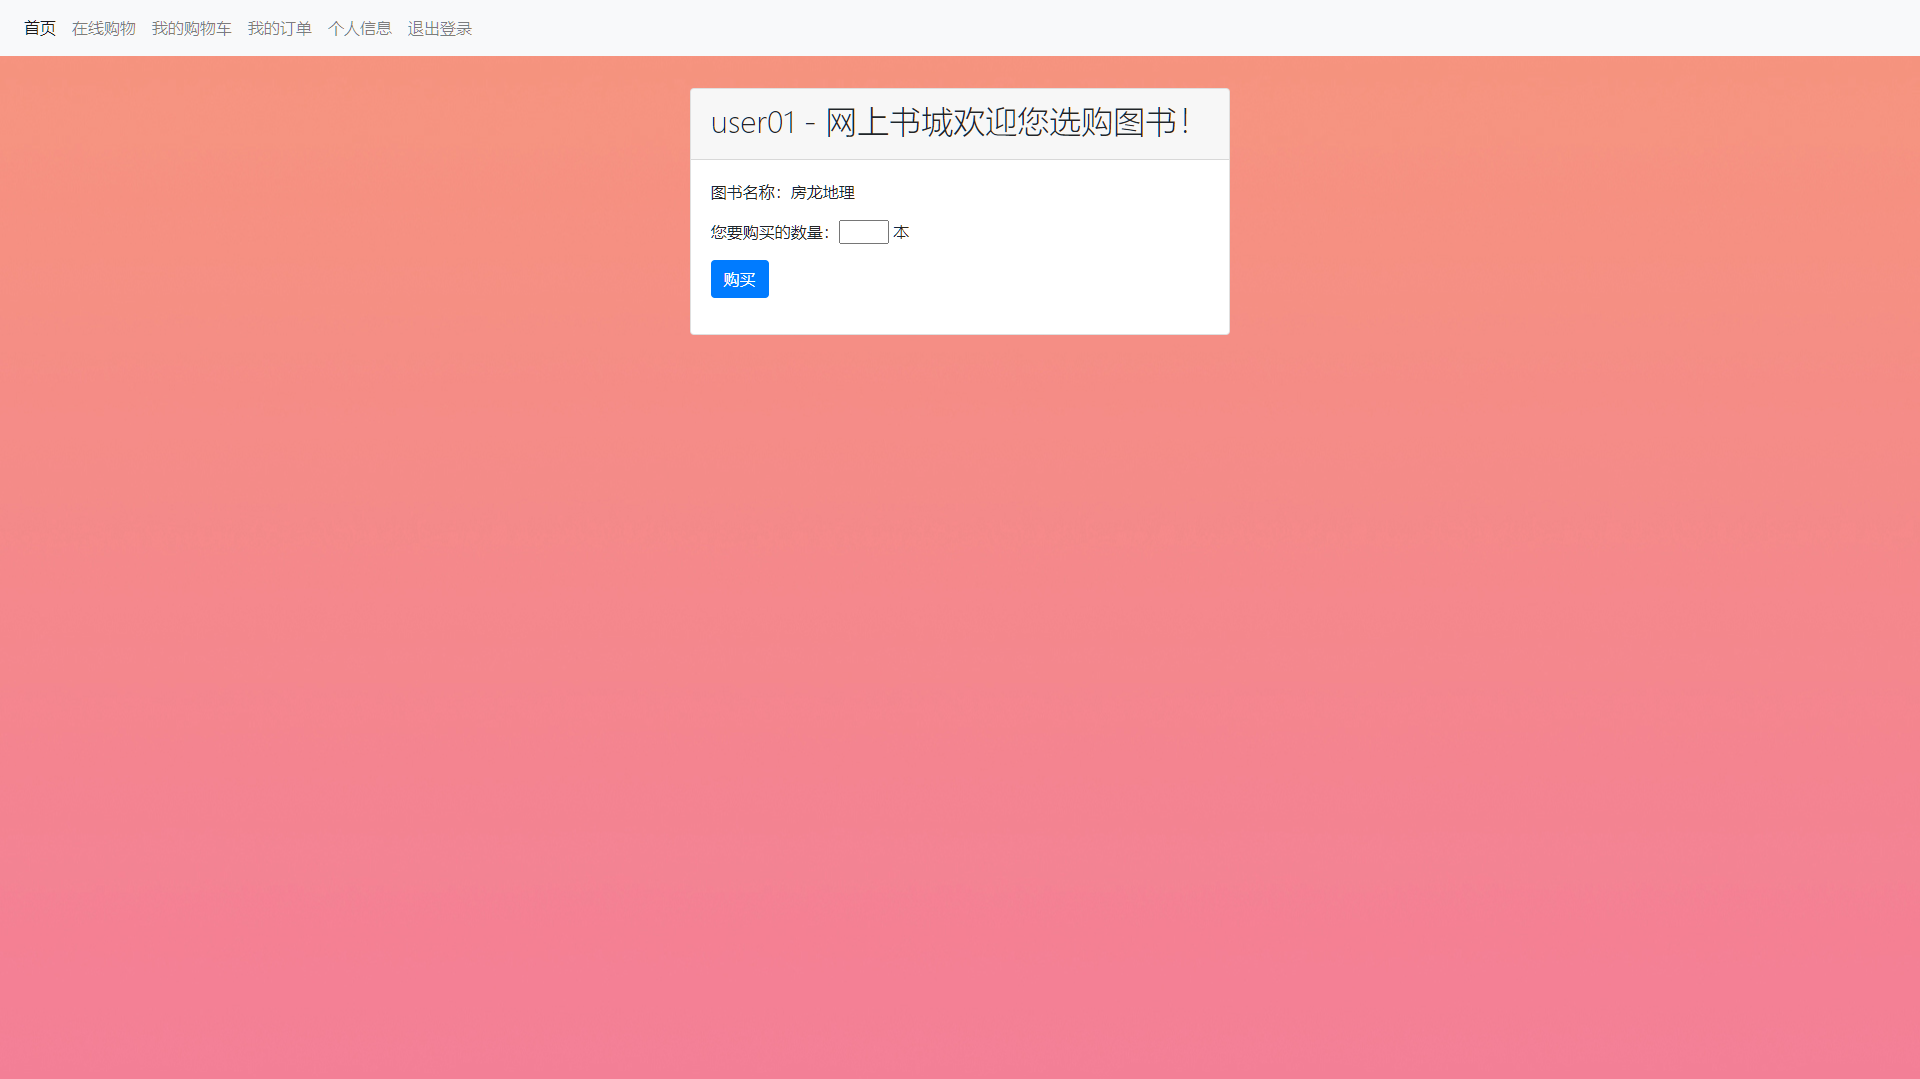 首页 在线购物 我的购物车 我的订单 个人信息 退出登录
user01 - 网上书城欢迎您选购图书！
图书名称：房龙地理
您要购买的数量： 本
购买